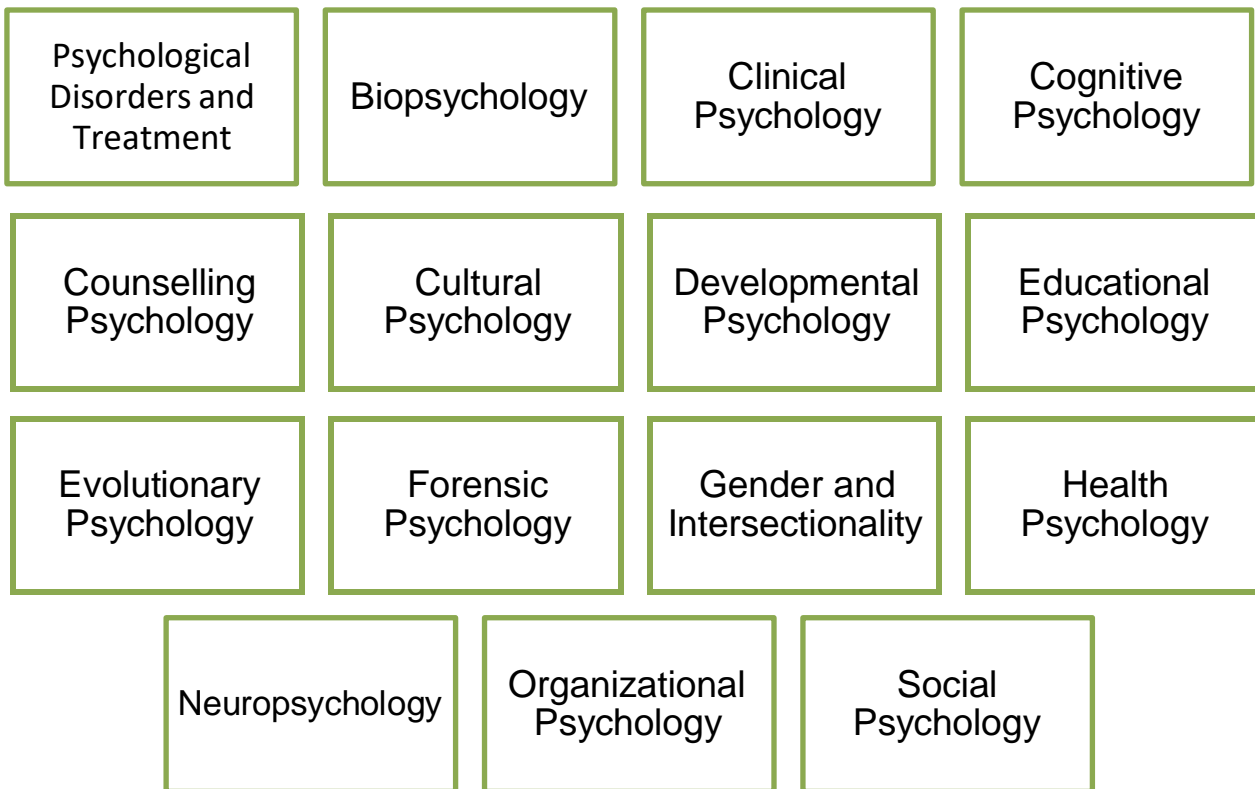 Psychological
Disorders and
Treatment
Biopsychology
Clinical
Psychology
Cognitive
Psychology
Counselling
Psychology
Cultural
Psychology
Developmental
Psychology
Educational
Psychology
Evolutionary
Psychology
Forensic
Psychology
Gender and
Intersectionality
Health
Psychology
Neuropsychology
Organizational
Psychology
Social
Psychology